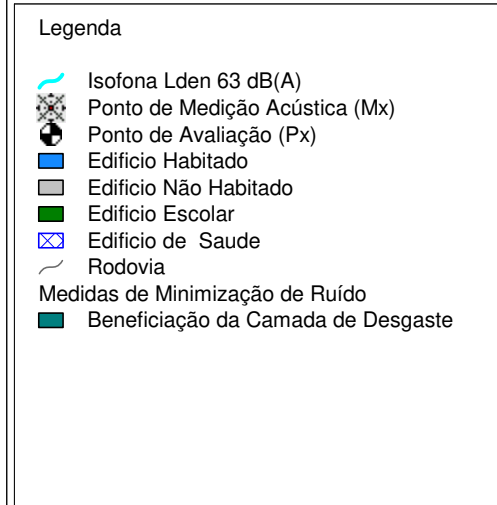 Legenda
Isofona Lden 63 dB(A)
Ponto de Medição Acústica (Mx)
Ponto de Avaliação (Px)
Edificio Habitado
Edificio Não Habitado
Edificio Escolar
Edificio de Saude
Rodovia
Medidas de Minimização de Ruído
Beneficiação da Camada de Desgaste